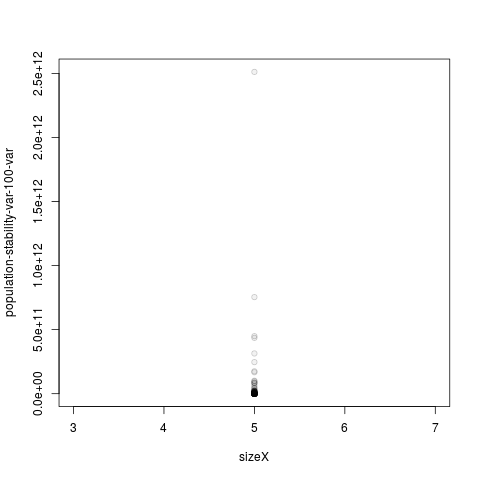 population-stability-var-100-var
2.5e+12
2.0e+12
1.5e+12
1.0e+12
5.0e+11
0.0e+00
3 4 5 6 7
sizeX